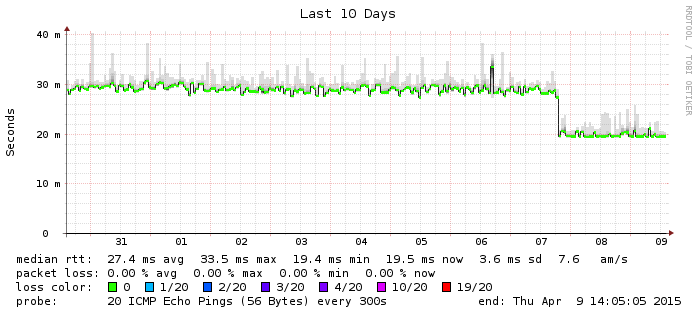 Last 10 Days
RRDTOOL / TOBI OETIKER
Seconds
40 m
30 m
20 m
10 m
0
31 01 02 03 04 05 06 07 08 09
median rtt: 27.4 ms avg 33.5 ms max 19.4 ms min 19.5 ms now 3.6 ms sd 7.6 am/s
packet loss: 0.00 % avg 0.00 % max 0.00 % min 0.00 % now
loss color: 0 1/20 2/20 3/20 4/20 10/20 19/20
probe: 20 ICMP Echo Pings (56 Bytes) every 300s end: Thu Apr 9 14:05:05 2015